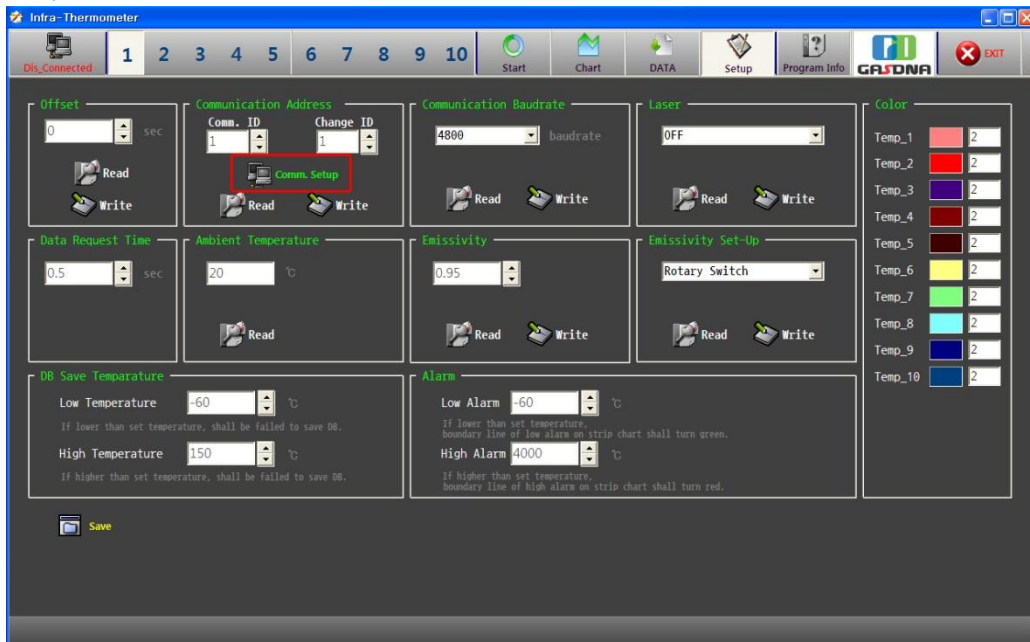 Infra-Thermometer
Dis_Connected 1 2 3 4 5 6 7 8 9 10 Start Chart DATA Setup Program Info GASDNA EXIT
Offset
0 sec
Read
Write
Communication Address
Comm. ID Change ID
1 1
Comm. Setup
Read Write
Communication Baudrate
4800 baudrate
Read Write
Laser
OFF
Read Write
Data Request Time
0.5 sec
Ambient Temperature
20 ℃
Read
Emissivity
0.95
Read Write
Emissivity Set-Up
Rotary Switch
Read Write
DB Save Temparature
Low Temperature -60 ℃
If lower than set temperature, shall be failed to save DB.
High Temperature 150 ℃
If higher than set temperature, shall be failed to save DB.
Alarm
Low Alarm -60 ℃
If lower than set temperature,
boundary line of low alarm on strip chart shall turn green.
High Alarm 4000 ℃
If higher than set temperature,
boundary line of high alarm on strip chart shall turn red.
Color
Temp_1 2
Temp_2 2
Temp_3 2
Temp_4 2
Temp_5 2
Temp_6 2
Temp_7 2
Temp_8 2
Temp_9 2
Temp_10 2
Save